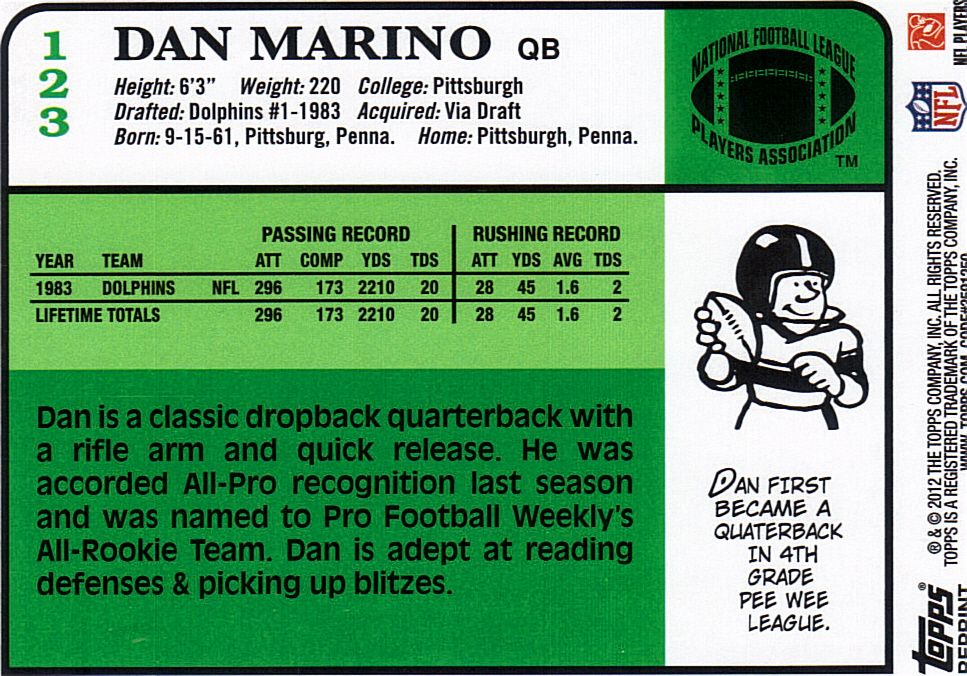 1
2
3
DAN MARINO QB
Height: 6'3" Weight: 220 College: Pittsburgh
Drafted: Dolphins #1-1983 Acquired: Via Draft
Born: 9-15-61, Pittsburg, Penna. Home: Pittsburgh, Penna.
NATIONAL FOOTBALL LEAGUE
PLAYERS ASSOCIATION
TM
PASSING RECORD RUSHING RECORD
YEAR TEAM ATT COMP YDS TDS ATT YDS AVG TDS
1983 DOLPHINS NFL 296 173 2210 20 28 45 1.6 2
LIFETIME TOTALS 296 173 2210 20 28 45 1.6 2
Dan is a classic dropback quarterback with
a rifle arm and quick release. He was
accorded All-Pro recognition last season
and was named to Pro Football Weekly's
All-Rookie Team. Dan is adept at reading
defenses & picking up blitzes.
DAN FIRST
BECAME A
QUATERBACK
IN 4TH
GRADE
PEE WEE
LEAGUE.
NFL PLAYERS
NFL
® & © 2012 THE TOPPS COMPANY, INC. ALL RIGHTS RESERVED.
TOPPS IS A REGISTERED TRADEMARK OF THE TOPPS COMPANY, INC.
topps®
REPRINT